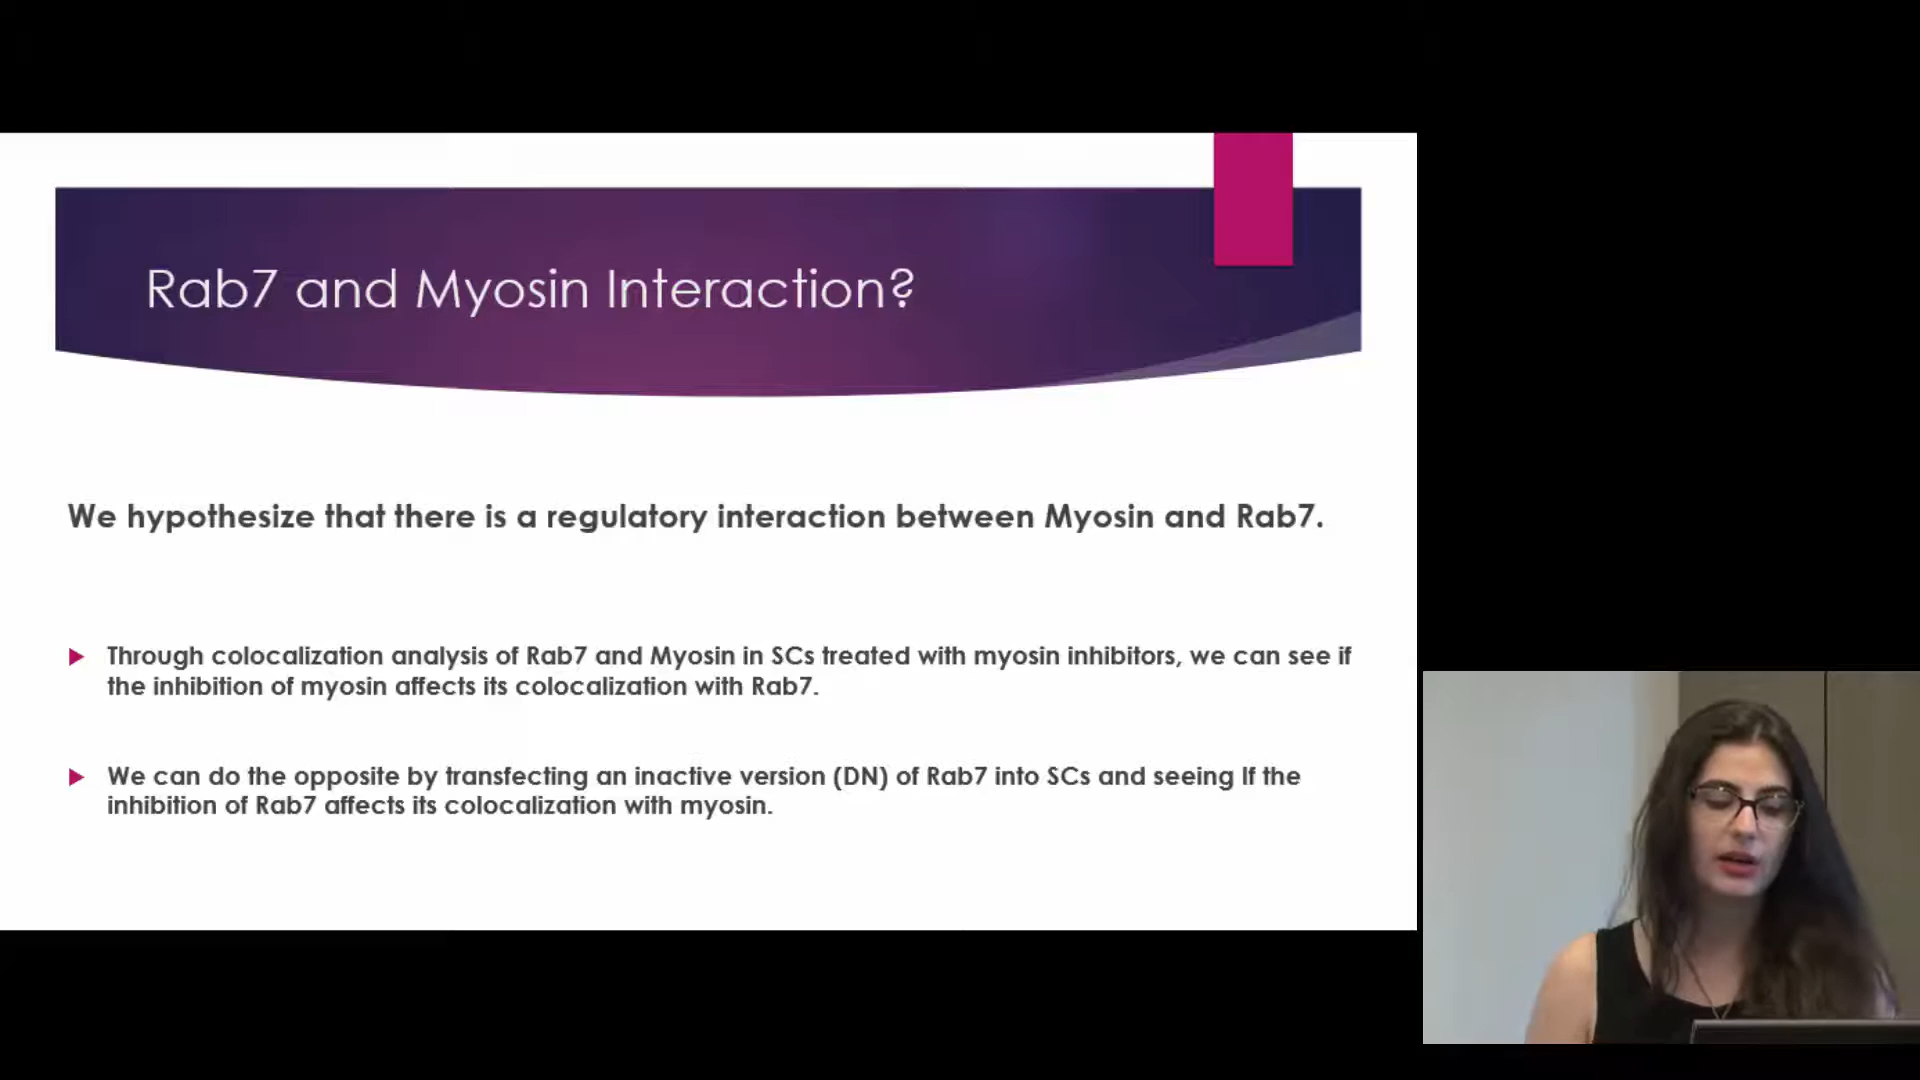 Rab7 and Myosin Interaction?
We hypothesize that there is a regulatory interaction between Myosin and Rab7.
Through colocalization analysis of Rab7 and Myosin in SCs treated with myosin inhibitors, we can see if
the inhibition of myosin affects its colocalization with Rab7.
We can do the opposite by transfecting an inactive version (DN) of Rab7 into SCs and seeing If the
inhibition of Rab7 affects its colocalization with myosin.